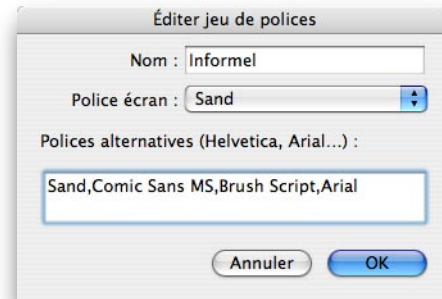 Éditer jeu de polices
Nom : Informel
Police écran : Sand
Polices alternatives (Helvetica, Arial...) :
Sand,Comic Sans MS,Brush Script,Arial
Annuler OK